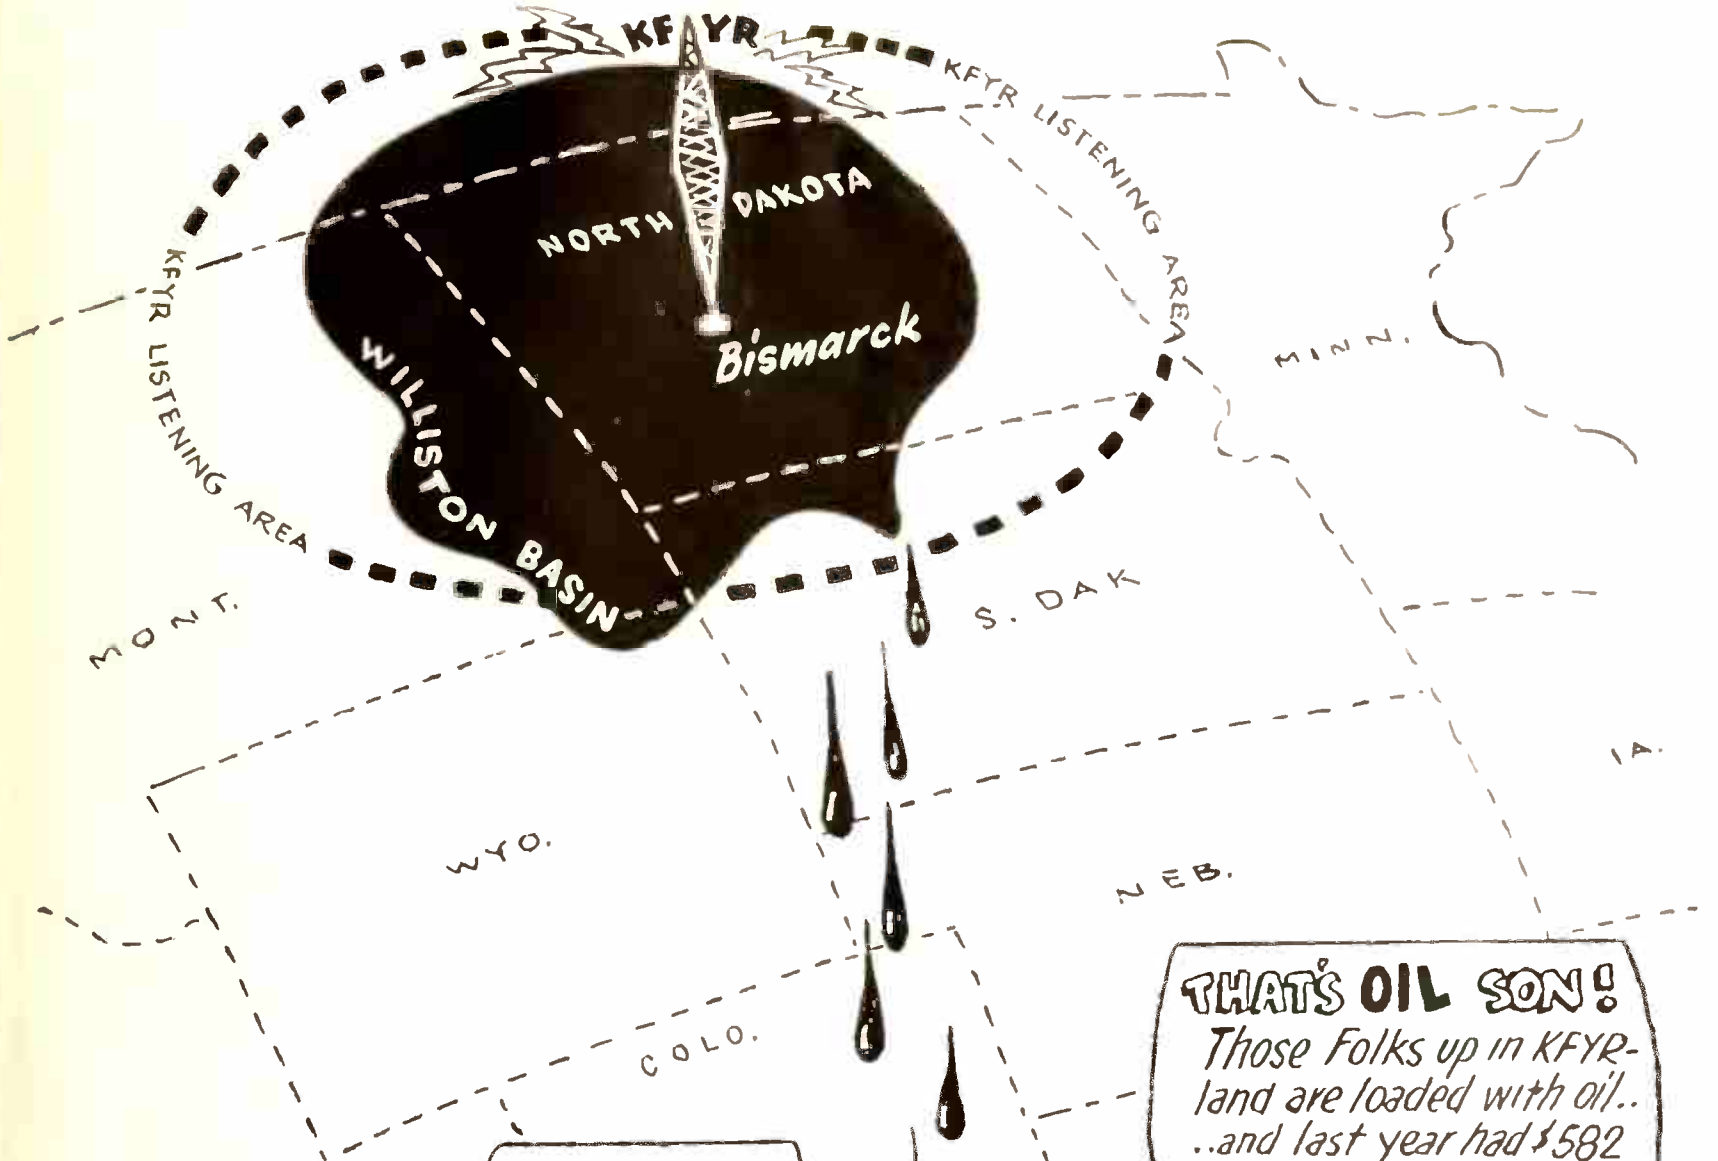 KFYR
KFYR LISTENING AREA
NORTH DAKOTA
Bismarck
KFYR LISTENING AREA
WILLISTON BASIN
MINN.
MONT.
S. DAK
IA.
WYO.
NEB.
COLO.
THAT'S OIL SON!
Those Folks up in KFYR-
land are loaded with oil..
..and last year had $582